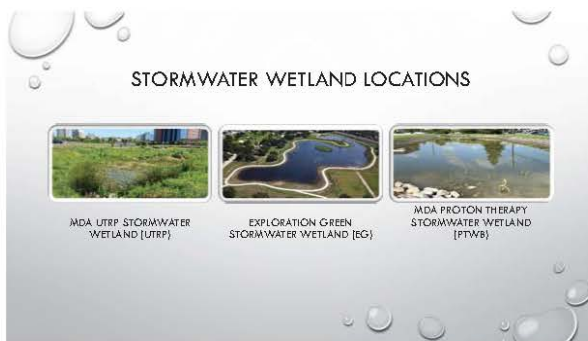 STORMWATER WETLAND LOCATIONS
MDA UTRP STORMWATER
WETLAND [UTRP}
EXPLORATION GREEN
STORMWATER WETLAND [EG}
MDA PROTON THERAPY
STORMWATER WETLAND
[PTWB}